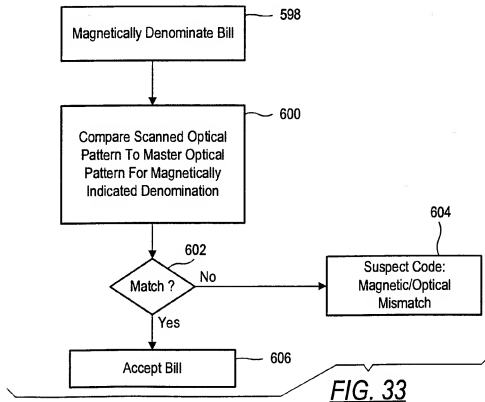 598
Magnetically Denominate Bill
600
Compare Scanned Optical
Pattern To Master Optical
Pattern For Magnetically
Indicated Denomination
602
Match ?
No
604
Suspect Code:
Magnetic/Optical
Mismatch
Yes
Accept Bill
606
FIG. 33